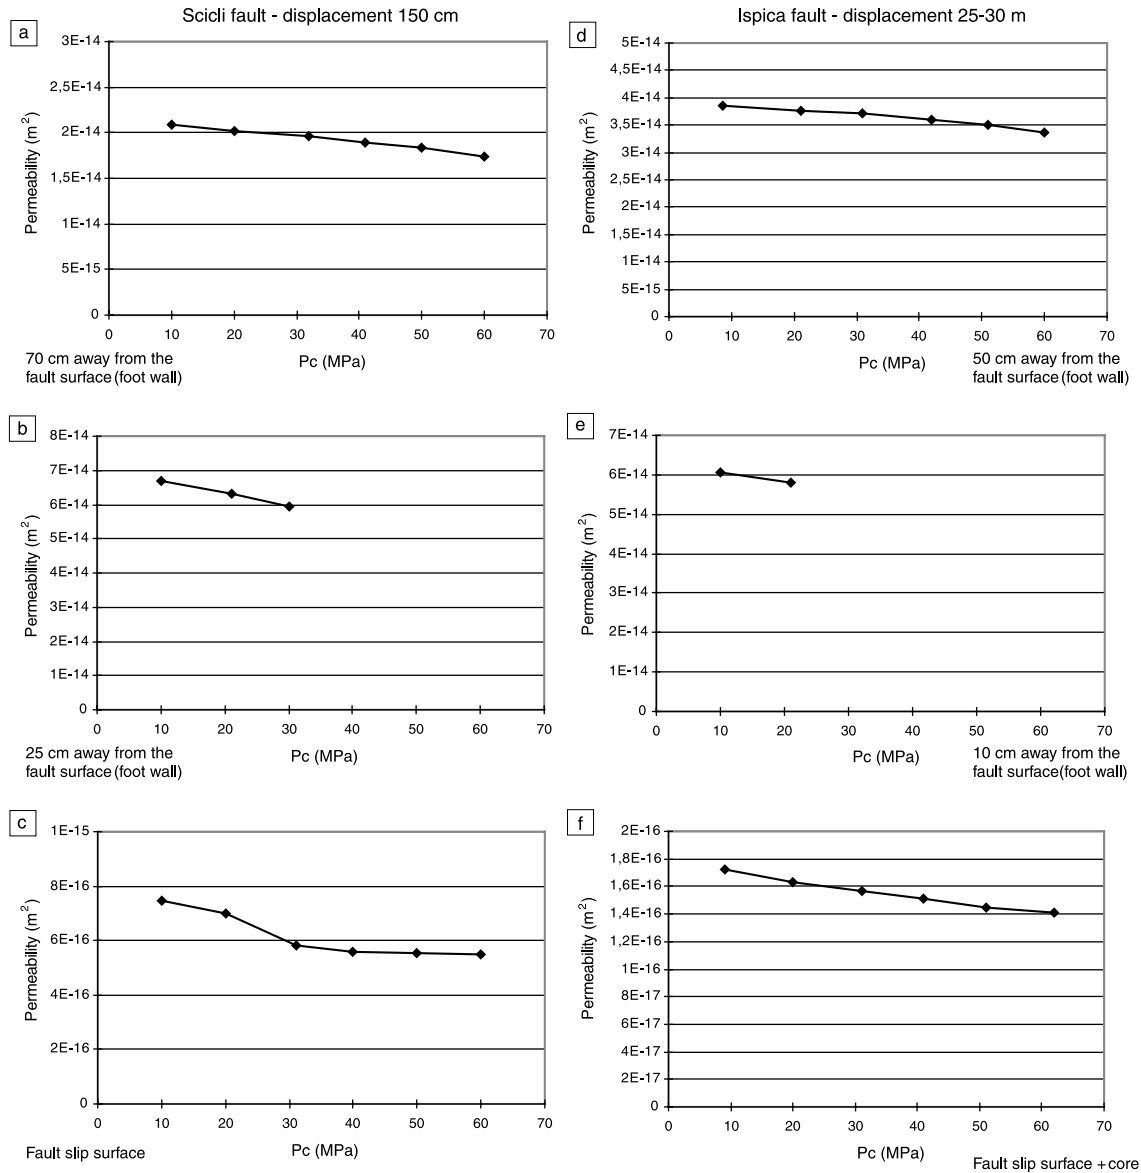 Scicli fault - displacement 150 cm
Ispica fault - displacement 25-30 m
a
3E-14
2,5E-14
2E-14
1,5E-14
1E-14
5E-15
0
Permeability (m²)
0 10 20 30 40 50 60 70
Pc (MPa)
70 cm away from the
fault surface (foot wall)
d
5E-14
4,5E-14
4E-14
3,5E-14
3E-14
2,5E-14
2E-14
1,5E-14
1E-14
5E-15
0
Permeability (m²)
0 10 20 30 40 50 60 70
Pc (MPa)
50 cm away from the
fault surface (foot wall)
b
8E-14
7E-14
6E-14
5E-14
4E-14
3E-14
2E-14
1E-14
0
Permeability (m²)
0 10 20 30 40 50 60 70
Pc (MPa)
25 cm away from the
fault surface (foot wall)
e
7E-14
6E-14
5E-14
4E-14
3E-14
2E-14
1E-14
0
Permeability (m²)
0 10 20 30 40 50 60 70
Pc (MPa)
10 cm away from the
fault surface (foot wall)
c
1E-15
8E-16
6E-16
4E-16
2E-16
0
Permeability (m²)
0 10 20 30 40 50 60 70
Pc (MPa)
Fault slip surface
f
2E-16
1,8E-16
1,6E-16
1,4E-16
1,2E-16
1E-16
8E-17
6E-17
4E-17
2E-17
0
Permeability (m²)
0 10 20 30 40 50 60 70
Pc (MPa)
Fault slip surface + core